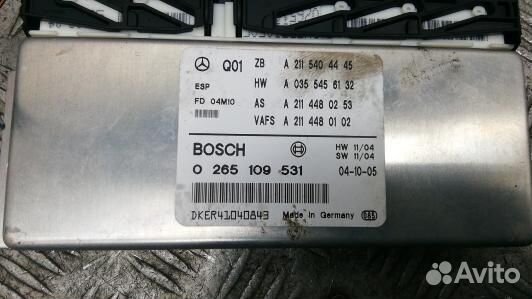 Q01 ZB A 211 540 44 45
ESP HW A 035 545 61 32
FD 04M10 AS A 211 448 02 53
VAFS A 211 448 01 02
BOSCH HW 11/04
SW 11/04
0 265 109 531 04-10-05
DKER41040843 Made in Germany
Avito